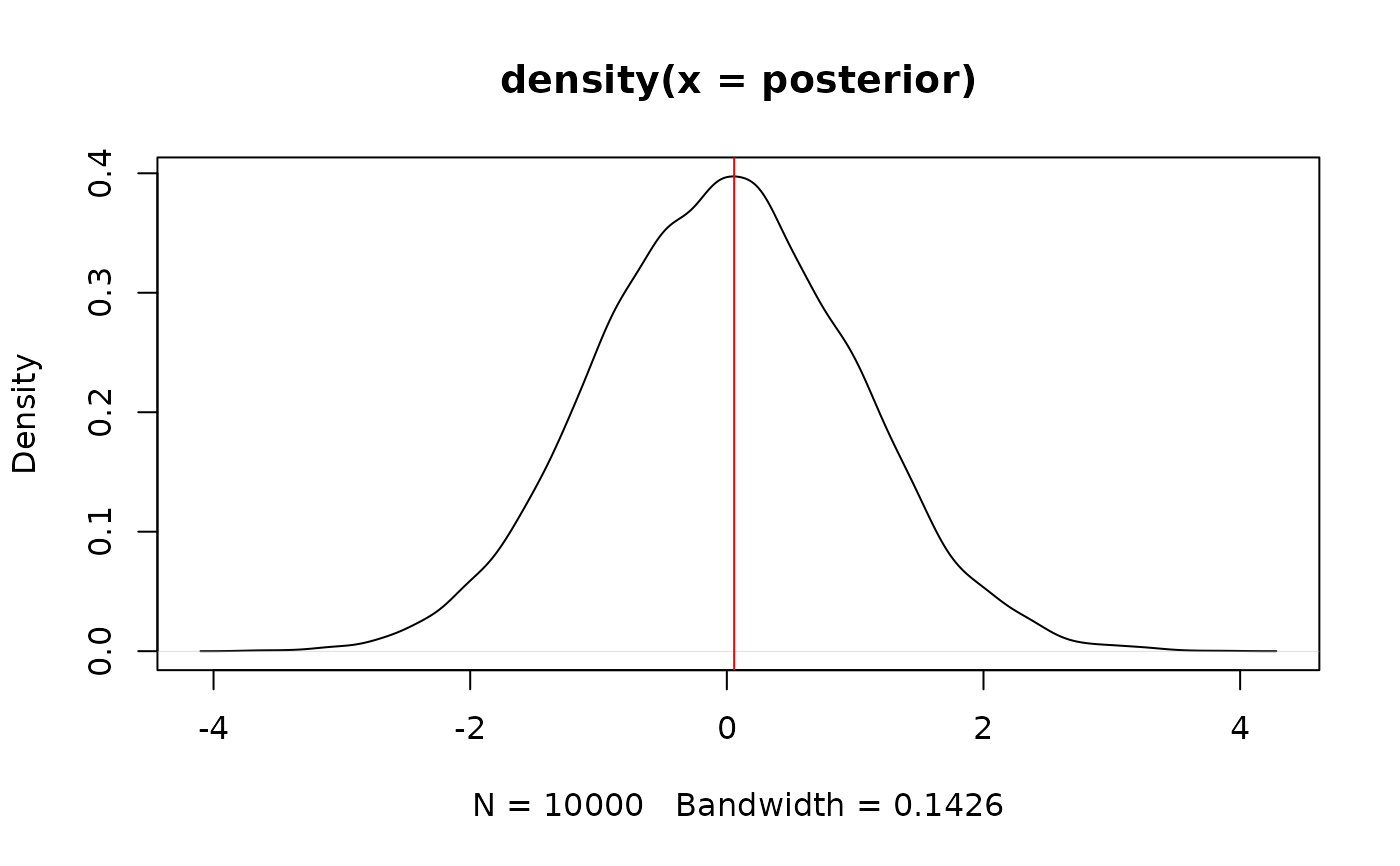 density(x = posterior)
Density
0.4
0.3
0.2
0.1
0.0
-4 -2 0 2 4
N = 10000 Bandwidth = 0.1426